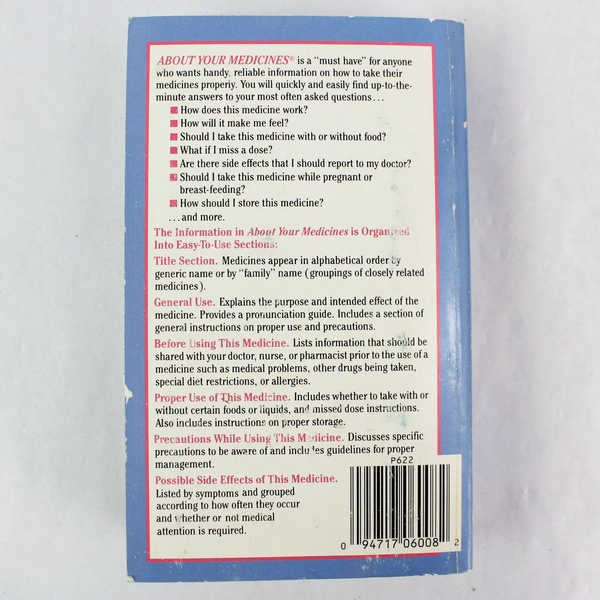 ABOUT YOUR MEDICINES® is a "must have" for anyone
who wants handy, reliable information on how to take their
medicines properly. You will quickly and easily find up-to-the-
minute answers to your most often asked questions...
How does this medicine work?
How will it make me feel?
Should I take this medicine with or without food?
What if I miss a dose?
Are there side effects that I should report to my doctor?
Should I take this medicine while pregnant or
breast-feeding?
How should I store this medicine?
...and more.
The Information in About Your Medicines is Organized
Into Easy-To-Use Sections:
Title Section. Medicines appear in alphabetical order by
generic name or by "family" name (groupings of closely related
medicines).
General Use. Explains the purpose and intended effect of the
medicine. Provides a pronunciation guide. Includes a section of
general instructions on proper use and precautions.
Before Using This Medicine. Lists information that should be
shared with your doctor, nurse, or pharmacist prior to the use of a
medicine such as medical problems, other drugs being taken,
special diet restrictions, or allergies.
Proper Use of This Medicine. Includes whether to take with or
without certain foods or liquids, and missed dose instructions.
Also includes instructions on proper storage.
Precautions While Using This Medicine. Discusses specific
precautions to be aware of and includes guidelines for proper
management.
Possible Side Effects of This Medicine.
Listed by symptoms and grouped
according to how often they occur
and whether or not medical
attention is required.
P622
0 94717 06008 2